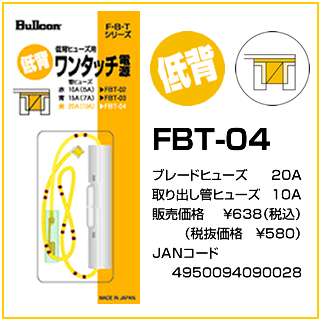 Bullcon
F·B·T
シリーズ
低背ヒューズ用
低背
ワンタッチ電源
管ヒューズ
赤 10A(5A) ▶FBT-02
青 15A(7A) ▶FBT-03
黄 20A(10A) ▶FBT-04
MADE IN JAPAN
低背
FBT-04
ブレードヒューズ 20A
取り出し管ヒューズ 10A
販売価格 ¥638(税込)
(税抜価格 ¥580)
JANコード
4950094090028